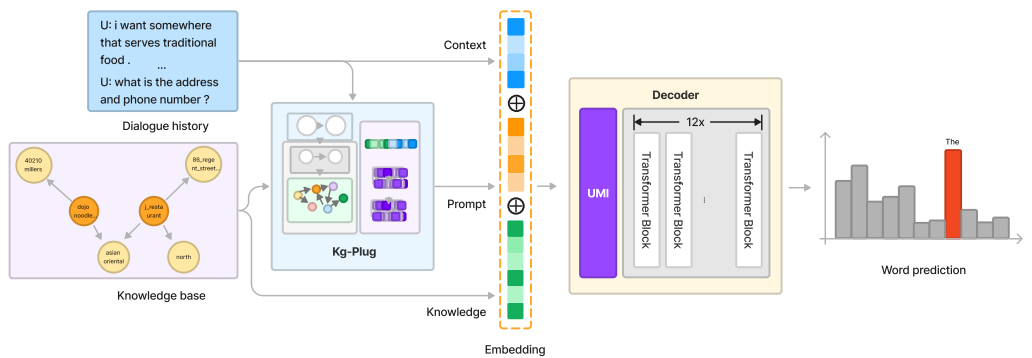 U: i want somewhere
that serves traditional
food .
...
U: what is the address
and phone number ?
Dialogue history
40210
millers
86_rege
nt_street...
dojo
noodle...
j_resta
urant
asian
oriental
north
Knowledge base
Kg-Plug
Context
Prompt
Knowledge
Embedding
Decoder
UMI
12x
Transformer Block
Transformer Block
...
Transformer Block
The
Word prediction